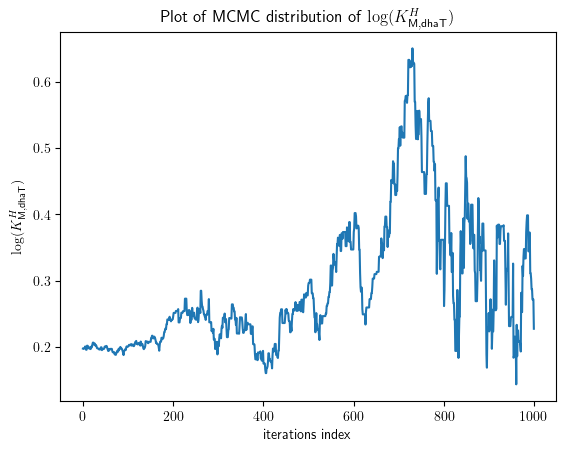 Plot of MCMC distribution of log(K^H_M,dhaT)
log(K^H_M,dhaT)
0.6
0.5
0.4
0.3
0.2
0 200 400 600 800 1000
iterations index